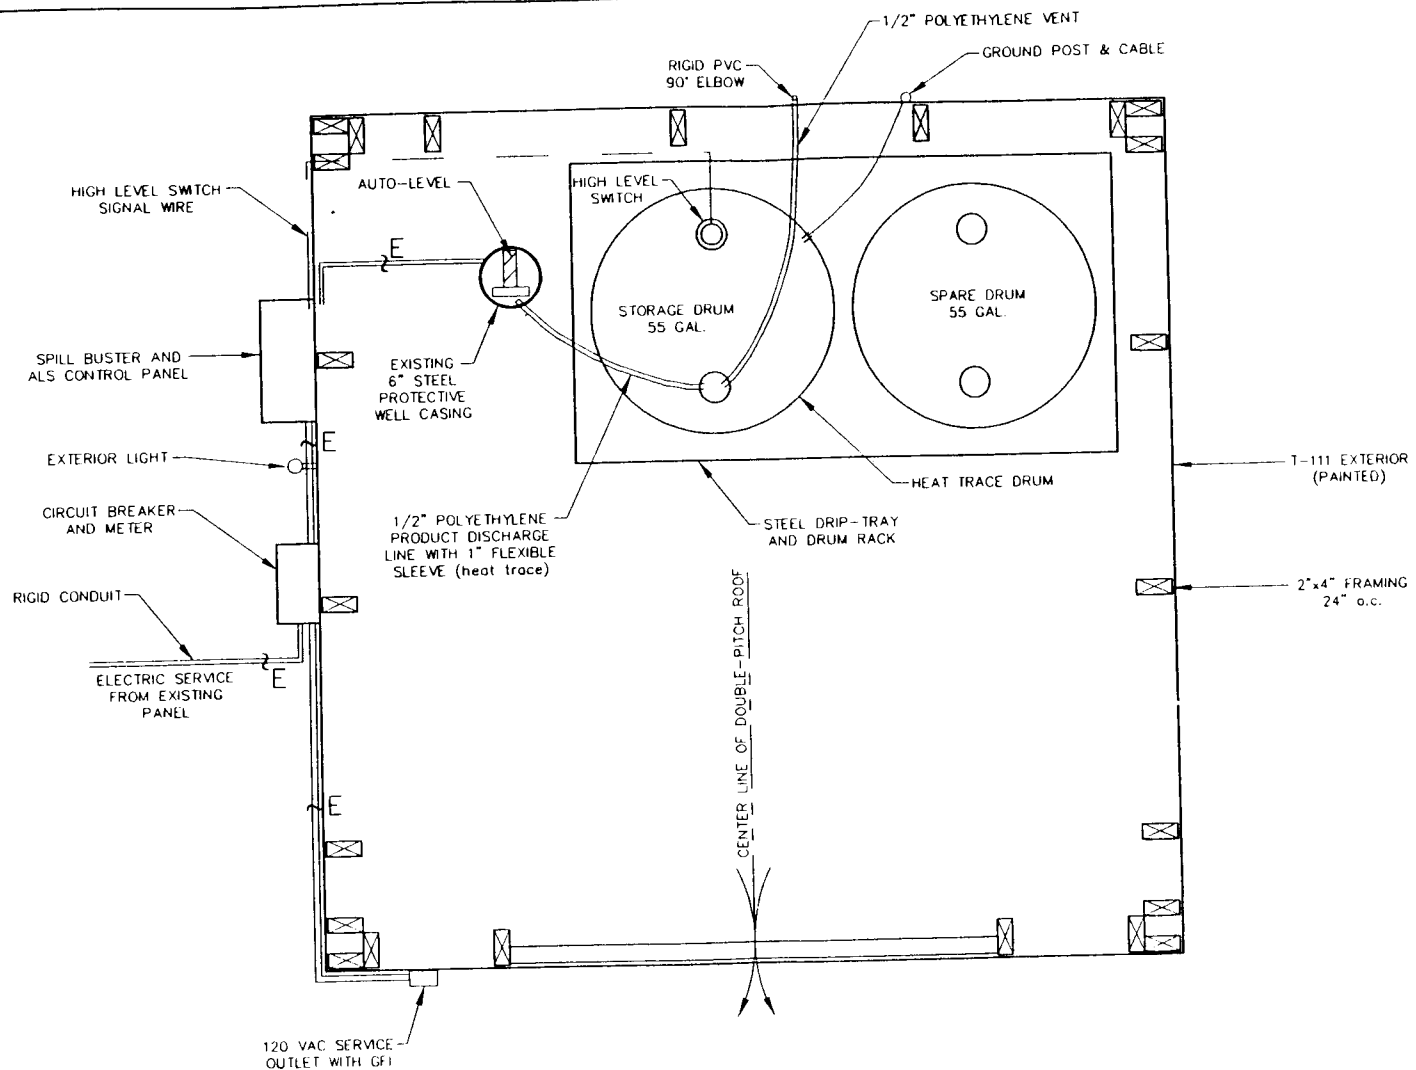 1/2" POLYETHYLENE VENT
GROUND POST & CABLE
RIGID PVC
90° ELBOW
HIGH LEVEL SWITCH
SIGNAL WIRE
AUTO-LEVEL
HIGH LEVEL
SWITCH
E
STORAGE DRUM
55 GAL.
SPARE DRUM
55 GAL.
SPILL BUSTER AND
ALS CONTROL PANEL
EXISTING
6" STEEL
PROTECTIVE
WELL CASING
E
EXTERIOR LIGHT
T-111 EXTERIOR
(PAINTED)
HEAT TRACE DRUM
CIRCUIT BREAKER
AND METER
1/2" POLYETHYLENE
PRODUCT DISCHARGE
LINE WITH 1" FLEXIBLE
SLEEVE (heat trace)
STEEL DRIP-TRAY
AND DRUM RACK
RIGID CONDUIT
2"x4" FRAMING
24" o.c.
E
ELECTRIC SERVICE
FROM EXISTING
PANEL
CENTER LINE OF DOUBLE-PITCH ROOF
E
120 VAC SERVICE
OUTLET WITH GFI